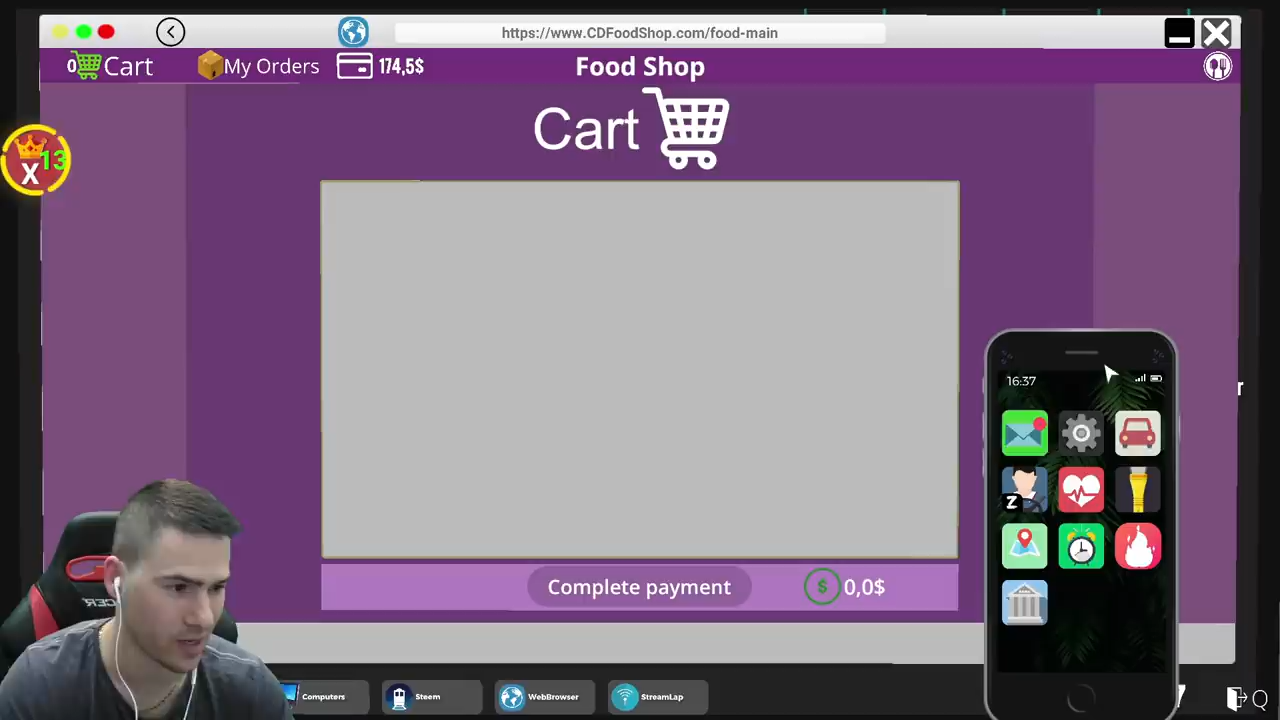 https://www.CDFoodShop.com/food-main
0 Cart
My Orders
174,5$
Food Shop
Cart
X 13
16:37
Z
Complete payment
$ 0,0$
Computers
Steem
WebBrowser
StreamLap
Q